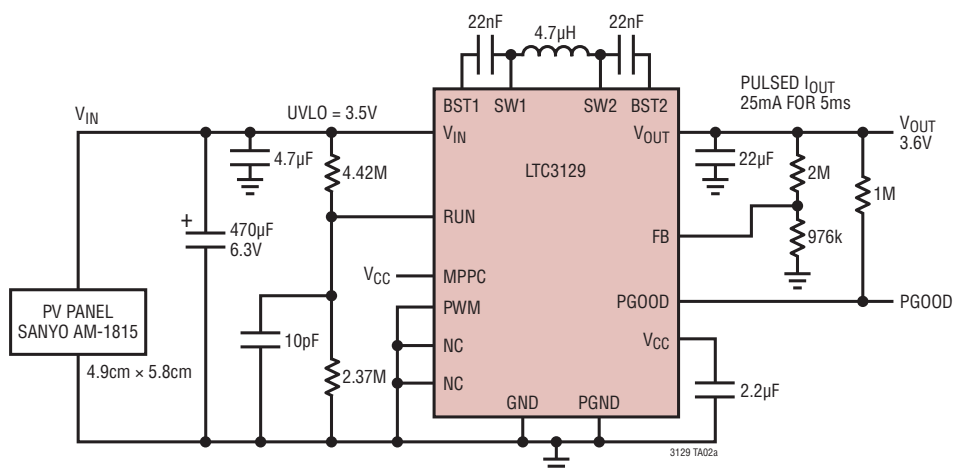 22nF
4.7µH
22nF
BST1
SW1
SW2
BST2
PULSED IOUT
25mA FOR 5ms
VIN
UVLO = 3.5V
VIN
VOUT
VOUT
3.6V
4.7µF
4.42M
LTC3129
22µF
2M
1M
RUN
+
470µF
6.3V
FB
976k
VCC
MPPC
PV PANEL
SANYO AM-1815
PWM
PGOOD
PGOOD
10pF
NC
VCC
4.9cm × 5.8cm
2.37M
NC
2.2µF
GND
PGND
3129 TA02a